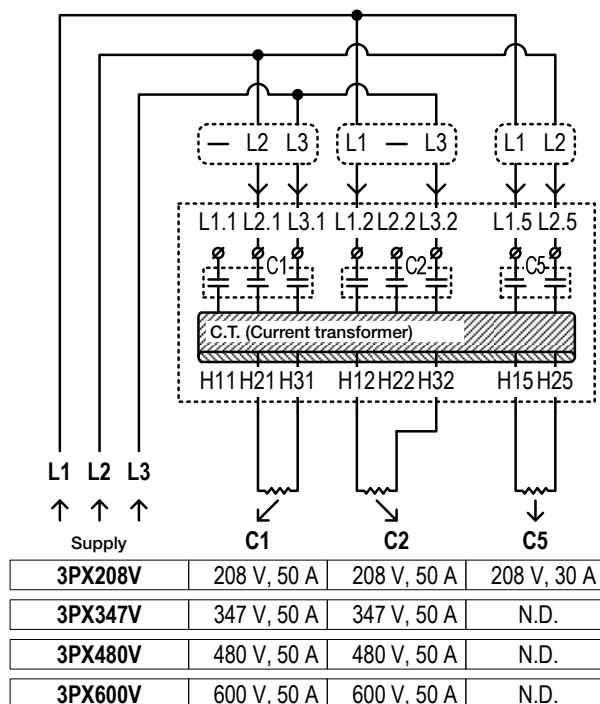 — L2 L3 L1 — L3 L1 L2
L1.1 L2.1 L3.1 L1.2 L2.2 L3.2 L1.5 L2.5
C1 C2 C5
C.T. (Current transformer)
H11 H21 H31 H12 H22 H32 H15 H25
L1 L2 L3
Supply C1 C2 C5
3PX208V 208 V, 50 A 208 V, 50 A 208 V, 30 A
3PX347V 347 V, 50 A 347 V, 50 A N.D.
3PX480V 480 V, 50 A 480 V, 50 A N.D.
3PX600V 600 V, 50 A 600 V, 50 A N.D.